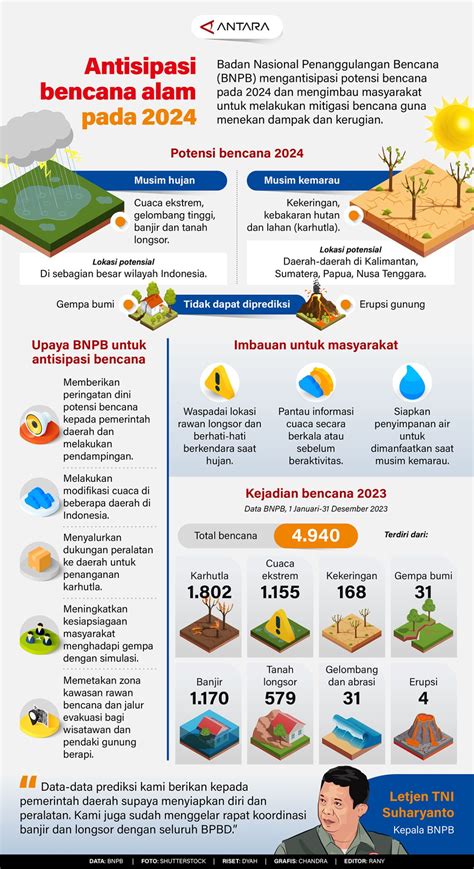 ANTARA
Antisipasi
bencana alam
pada 2024
Badan Nasional Penanggulangan Bencana
(BNPB) mengantisipasi potensi bencana
pada 2024 dan mengimbau masyarakat
untuk melakukan mitigasi bencana guna
menekan dampak dan kerugian.
Potensi bencana 2024
Musim hujan
Cuaca ekstrem,
gelombang tinggi,
banjir dan tanah
longsor.
Lokasi potensial
Di sebagian besar wilayah Indonesia.
Musim kemarau
Kekeringan,
kebakaran hutan
dan lahan (karhutla).
Lokasi potensial
Daerah-daerah di Kalimantan,
Sumatera, Papua, Nusa Tenggara.
Gempa bumi
Tidak dapat diprediksi
Erupsi gunung
Upaya BNPB untuk
antisipasi bencana
Memberikan
peringatan dini
potensi bencana
kepada pemerintah
daerah dan
melakukan
pendampingan.
Melakukan
modifikasi cuaca di
beberapa daerah di
Indonesia.
Menyalurkan
dukungan peralatan
ke daerah untuk
penanganan
karhutla.
Meningkatkan
kesiapsiagaan
masyarakat
menghadapi gempa
dengan simulasi.
Memetakan zona
kawasan rawan
bencana dan jalur
evakuasi bagi
wisatawan dan
pendaki gunung
berapi.
Imbauan untuk masyarakat
Waspadai lokasi
rawan longsor dan
berhati-hati
berkendara saat
hujan.
Pantau informasi
cuaca secara
berkala atau
sebelum
beraktivitas.
Siapkan
penyimpanan air
untuk
dimanfaatkan saat
musim kemarau.
Kejadian bencana 2023
Data BNPB, 1 Januari-31 Desember 2023
Total bencana
4.940
Terdiri dari:
Karhutla
1.802
Cuaca
ekstrem
1.155
Kekeringan
168
Gempa bumi
31
Banjir
1.170
Tanah
longsor
579
Gelombang
dan abrasi
31
Erupsi
4
“ Data-data prediksi kami berikan kepada
pemerintah daerah supaya menyiapkan diri dan
peralatan. Kami juga sudah menggelar rapat koordinasi
banjir dan longsor dengan seluruh BPBD.”
Letjen TNI
Suharyanto
Kepala BNPB
DATA: BNPB | FOTO: SHUTTERSTOCK | RISET: DYAH | GRAFIS: CHANDRA | EDITOR: RANY